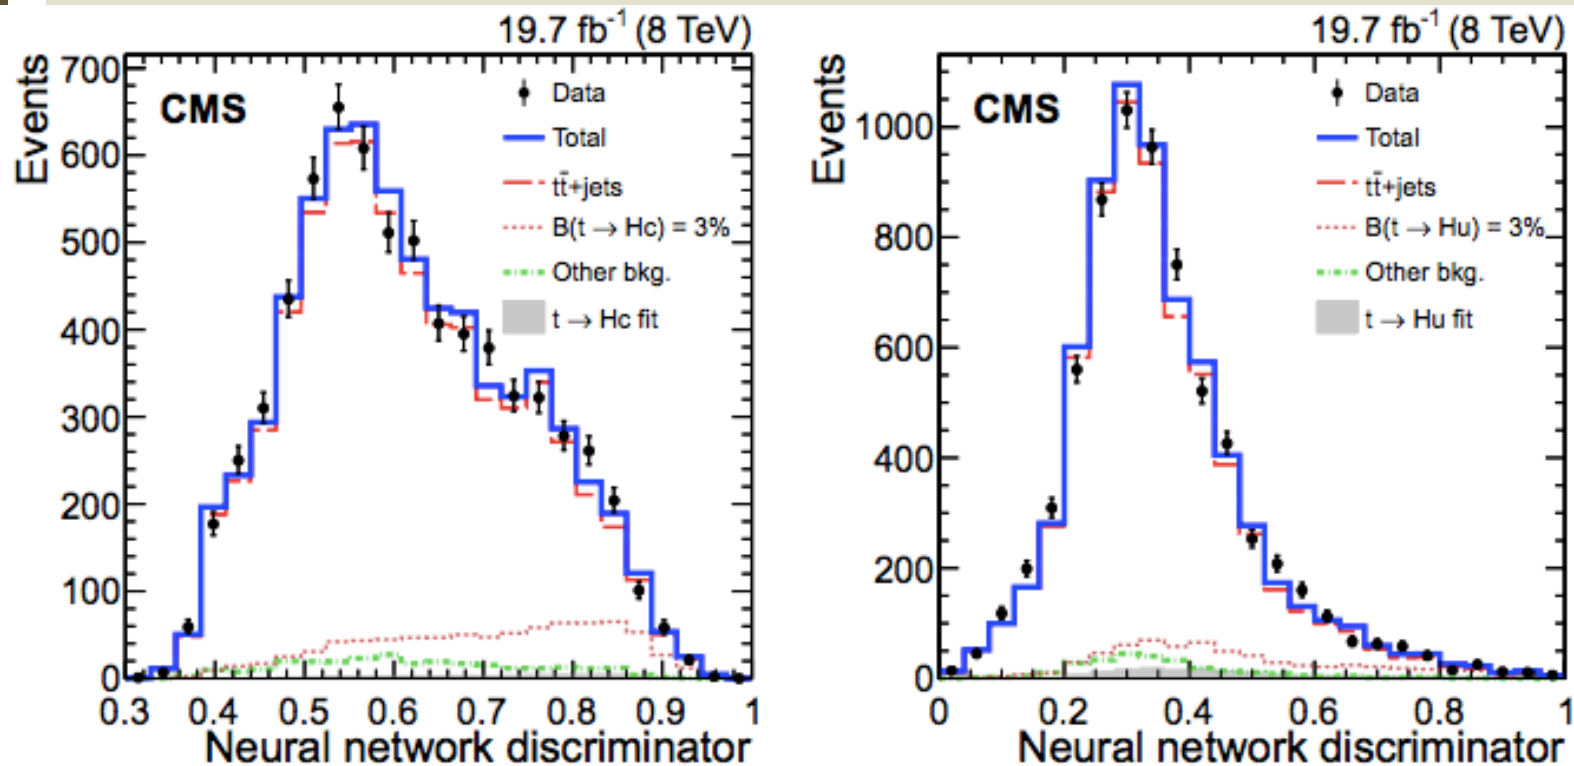 19.7 fb⁻¹ (8 TeV)
Events
700
600
500
400
300
200
100
0
CMS
Data
Total
tt̄+jets
B(t → Hc) = 3%
Other bkg.
t → Hc fit
0.3 0.4 0.5 0.6 0.7 0.8 0.9 1
Neural network discriminator
19.7 fb⁻¹ (8 TeV)
Events
1000
800
600
400
200
0
CMS
Data
Total
tt̄+jets
B(t → Hu) = 3%
Other bkg.
t → Hu fit
0 0.2 0.4 0.6 0.8 1
Neural network discriminator